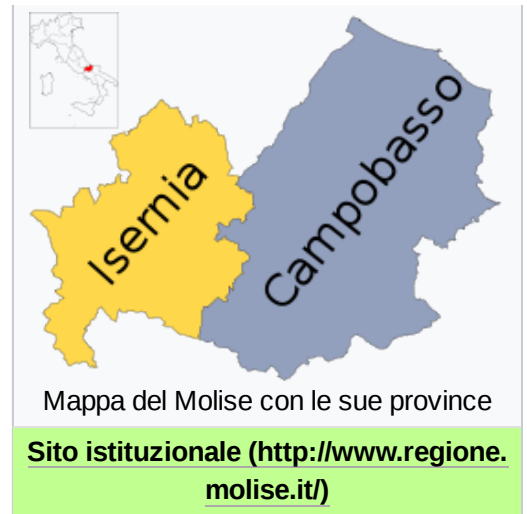 Isernia
Campobasso
Mappa del Molise con le sue province
Sito istituzionale (http://www.regione.
molise.it/)